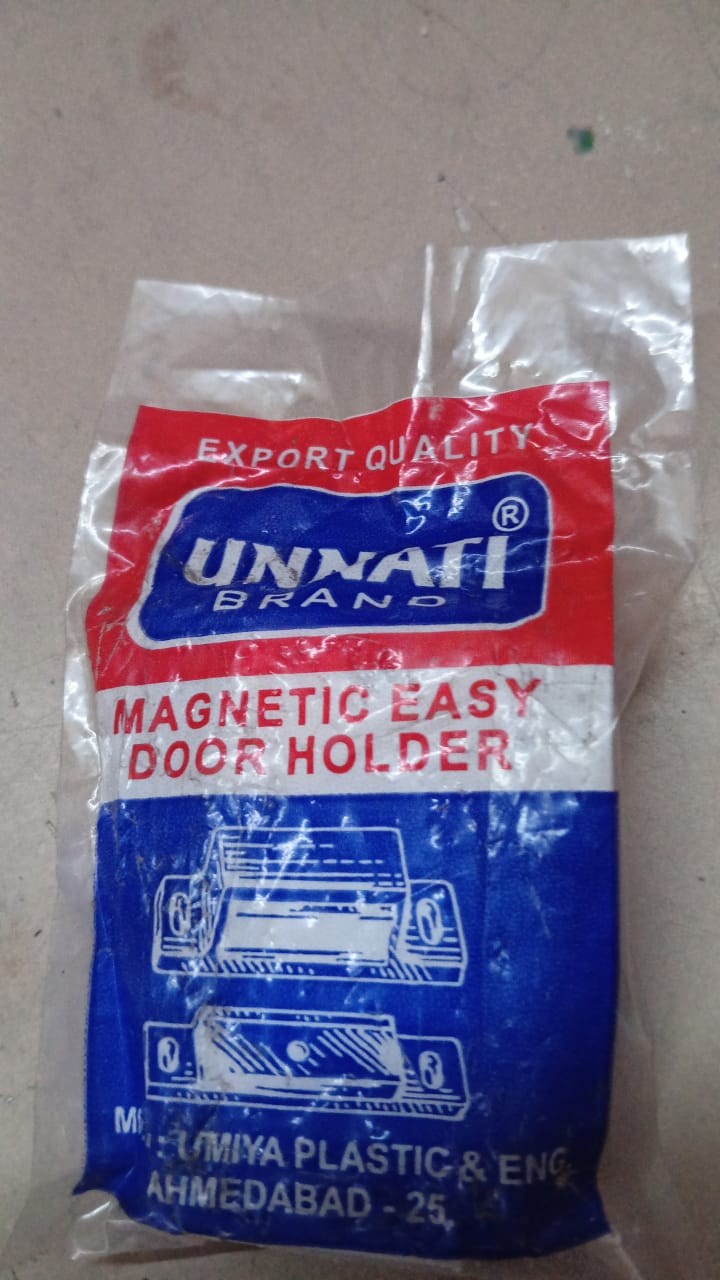 EXPORT QUALITY
UNNATI ®
BRAND
MAGNETIC EASY
DOOR HOLDER
: UMIYA PLASTIC & ENG.
AHMEDABAD - 25.